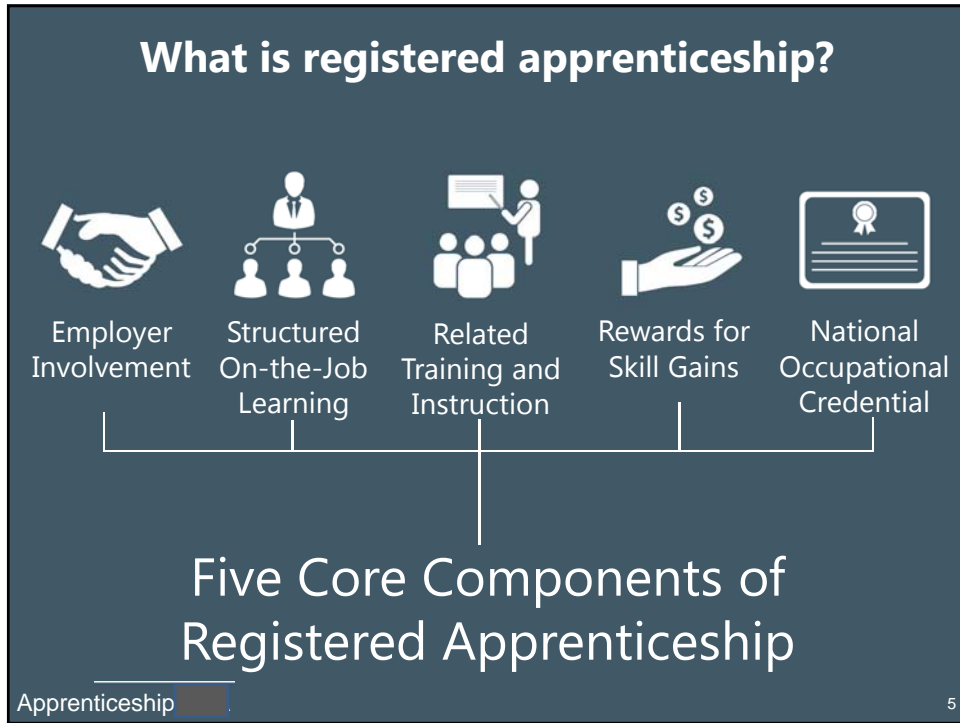 What is registered apprenticeship?
$
$
$
Employer
Involvement
Structured
On-the-Job
Learning
Related
Training and
Instruction
Rewards for
Skill Gains
National
Occupational
Credential
Five Core Components of
Registered Apprenticeship
Apprenticeship
5